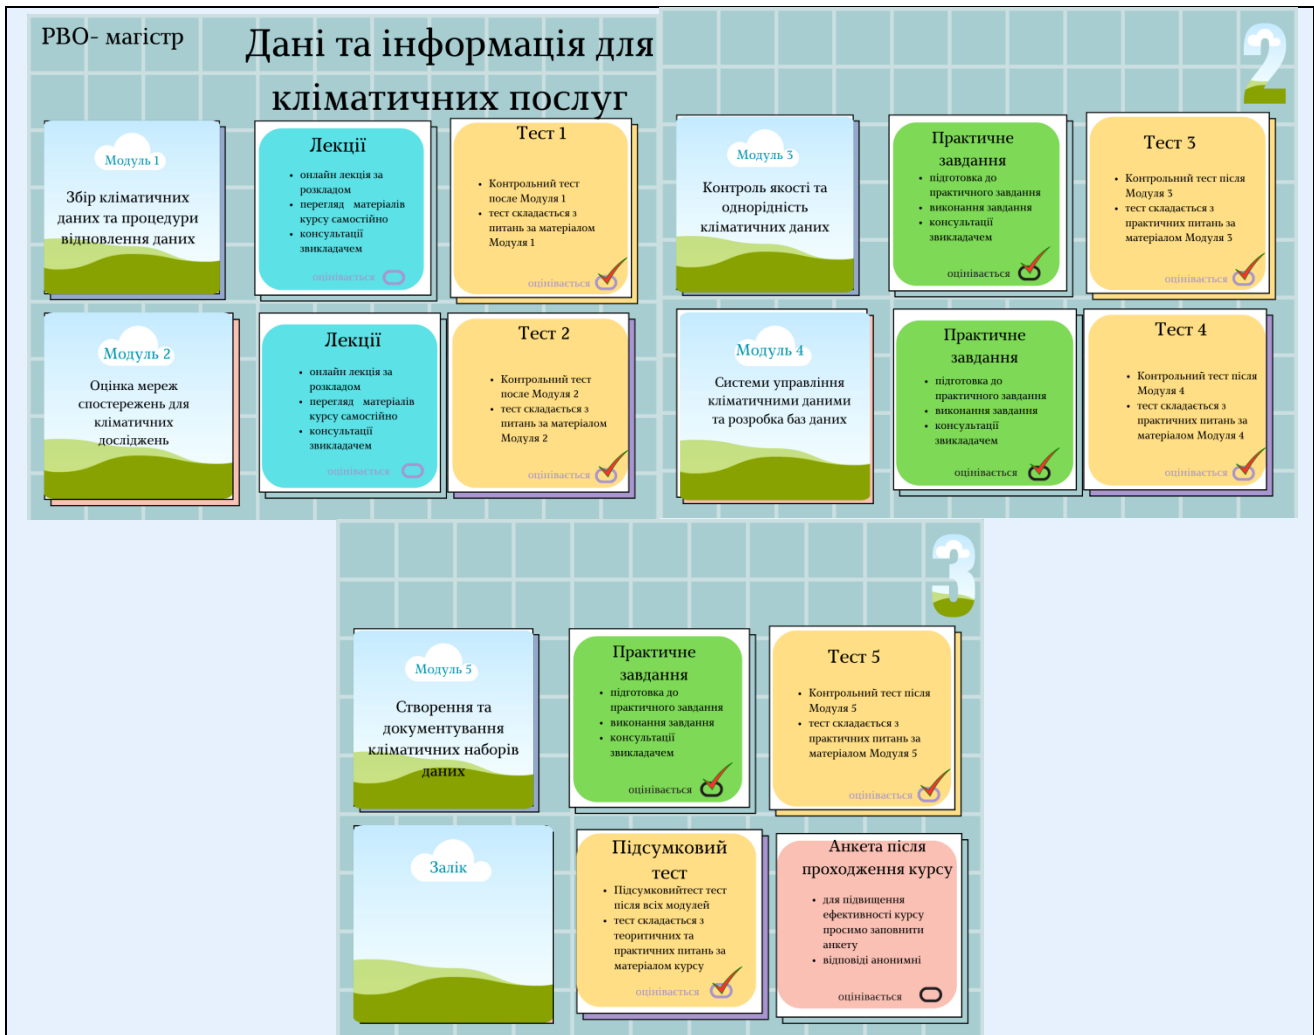 РВО- магістр
Дані та інформація для
кліматичних послуг
Модуль 1
Збір кліматичних
даних та процедури
відновлення даних
Лекції
• онлайн лекція за
розкладом
• перегляд матеріалів
курсу самостійно
• консультації
звикладачем
оцінівається
Тест 1
• Контрольний тест
после Модуля 1
• тест складається з
питань за матеріалом
Модуля 1
оцінівається
Модуль 2
Оцінка мереж
спостережень для
кліматичних
досліджень
Лекції
• онлайн лекція за
розкладом
• перегляд матеріалів
курсу самостійно
• консультації
звикладачем
оцінівається
Тест 2
• Контрольний тест
после Модуля 2
• тест складається з
питань за матеріалом
Модуля 2
оцінівається
2
Модуль 3
Контроль якості та
однорідність
кліматичних даних
Практичне
завдання
• підготовка до
практичного завдання
• виконання завдання
• консультації
звикладачем
оцінівається
Тест 3
• Контрольний тест після
Модуля 3
• тест складається з
практичних питань за
матеріалом Модуля 3
оцінівається
Модуль 4
Системи управління
кліматичними даними
та розробка баз даних
Практичне
завдання
• підготовка до
практичного завдання
• виконання завдання
• консультації
звикладачем
оцінівається
Тест 4
• Контрольний тест після
Модуля 4
• тест складається з
практичних питань за
матеріалом Модуля 4
оцінівається
3
Модуль 5
Створення та
документування
кліматичних наборів
даних
Практичне
завдання
• підготовка до
практичного завдання
• виконання завдання
• консультації
звикладачем
оцінівається
Тест 5
• Контрольний тест після
Модуля 5
• тест складається з
практичних питань за
матеріалом Модуля 5
оцінівається
Залік
Підсумковий
тест
• Підсумковийтест тест
після всіх модулей
• тест складається з
теоритичних та
практичних питань за
матеріалом курсу
оцінівається
Анкета після
проходження курсу
• для підвищення
ефективності курсу
просимо заповнити
анкету
• відповіді анонимні
оцінівається